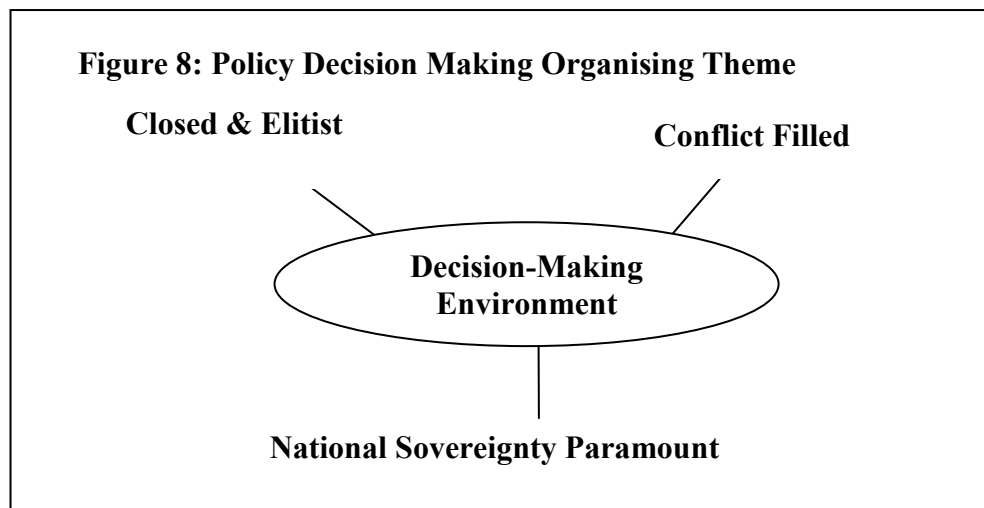 Figure 8: Policy Decision Making Organising Theme
Closed & Elitist
Conflict Filled
Decision-Making
Environment
National Sovereignty Paramount